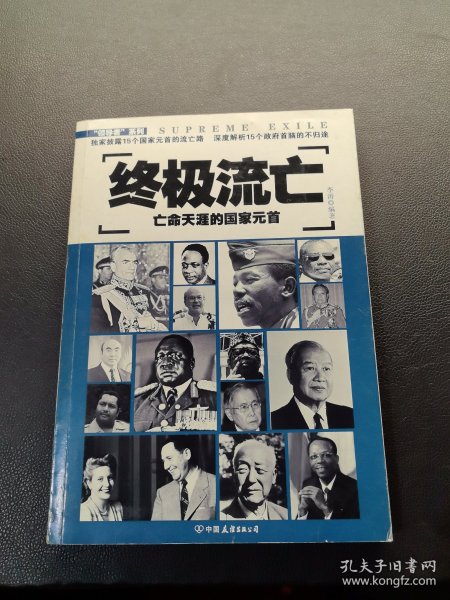 “领导者”系列 SUPREME EXILE
独家披露15个国家元首的流亡路 深度解析15个政府首脑的不归途
终极流亡
亡命天涯的国家元首
编著
中国友谊出版公司
孔夫子旧书网
www.kongfz.com